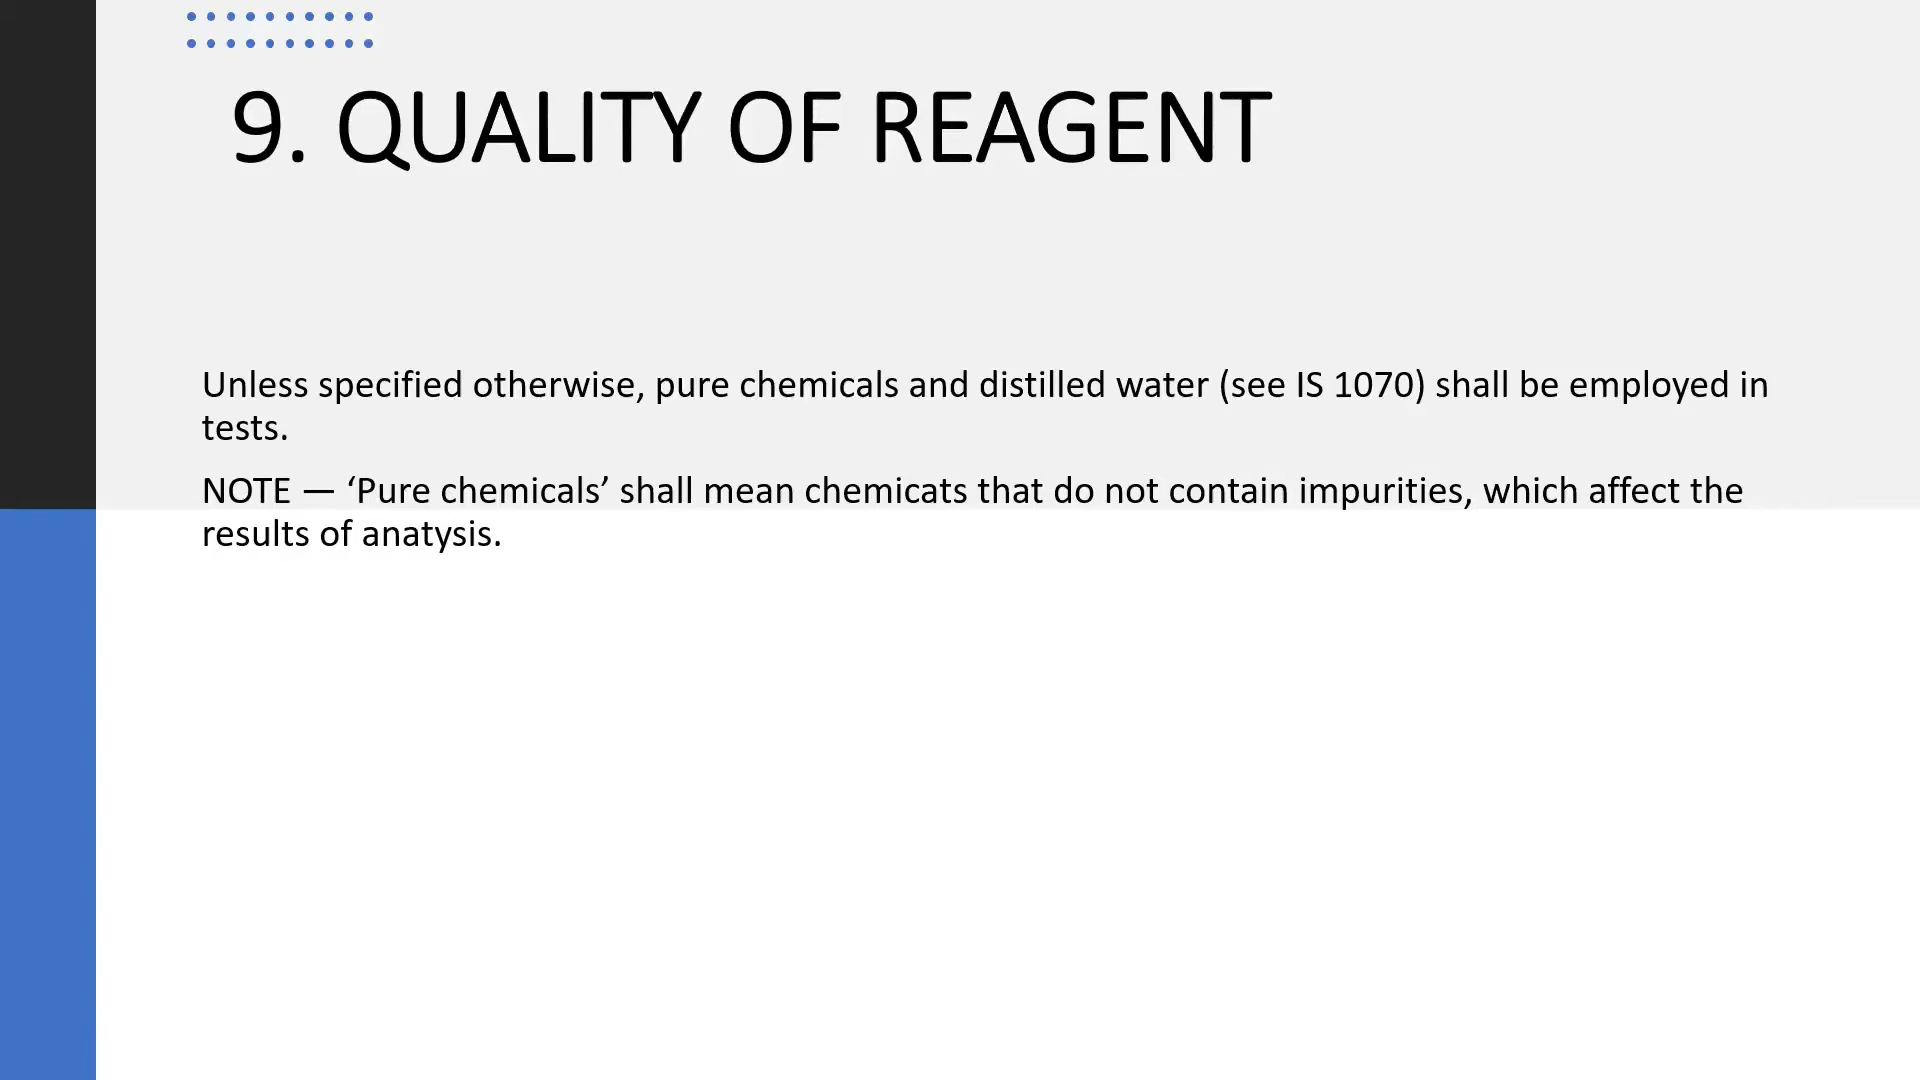 9. QUALITY OF REAGENT
Unless specified otherwise, pure chemicals and distilled water (see IS 1070) shall be employed in
tests.
NOTE — ‘Pure chemicals’ shall mean chemicats that do not contain impurities, which affect the
results of anatysis.